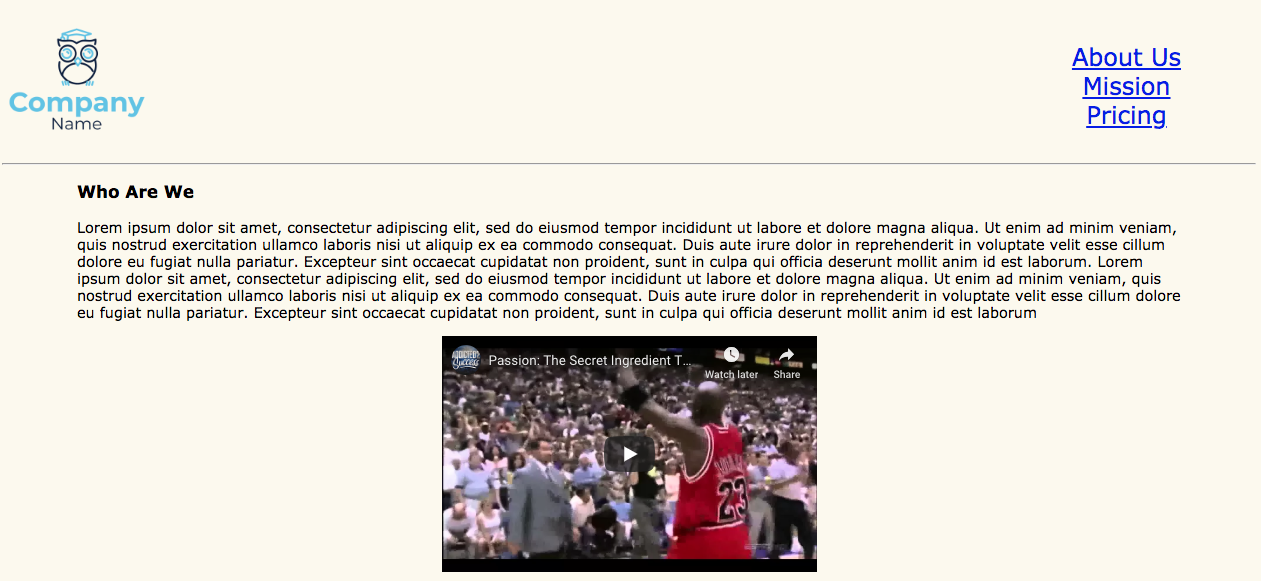 Company
Name
About Us
Mission
Pricing
Who Are We
Lorem ipsum dolor sit amet, consectetur adipiscing elit, sed do eiusmod tempor incididunt ut labore et dolore magna aliqua. Ut enim ad minim veniam,
quis nostrud exercitation ullamco laboris nisi ut aliquip ex ea commodo consequat. Duis aute irure dolor in reprehenderit in voluptate velit esse cillum
dolore eu fugiat nulla pariatur. Excepteur sint occaecat cupidatat non proident, sunt in culpa qui officia deserunt mollit anim id est laborum. Lorem
ipsum dolor sit amet, consectetur adipiscing elit, sed do eiusmod tempor incididunt ut labore et dolore magna aliqua. Ut enim ad minim veniam, quis
nostrud exercitation ullamco laboris nisi ut aliquip ex ea commodo consequat. Duis aute irure dolor in reprehenderit in voluptate velit esse cillum dolore
eu fugiat nulla pariatur. Excepteur sint occaecat cupidatat non proident, sunt in culpa qui officia deserunt mollit anim id est laborum
Success
Passion: The Secret Ingredient T...
Watch later
Share
23